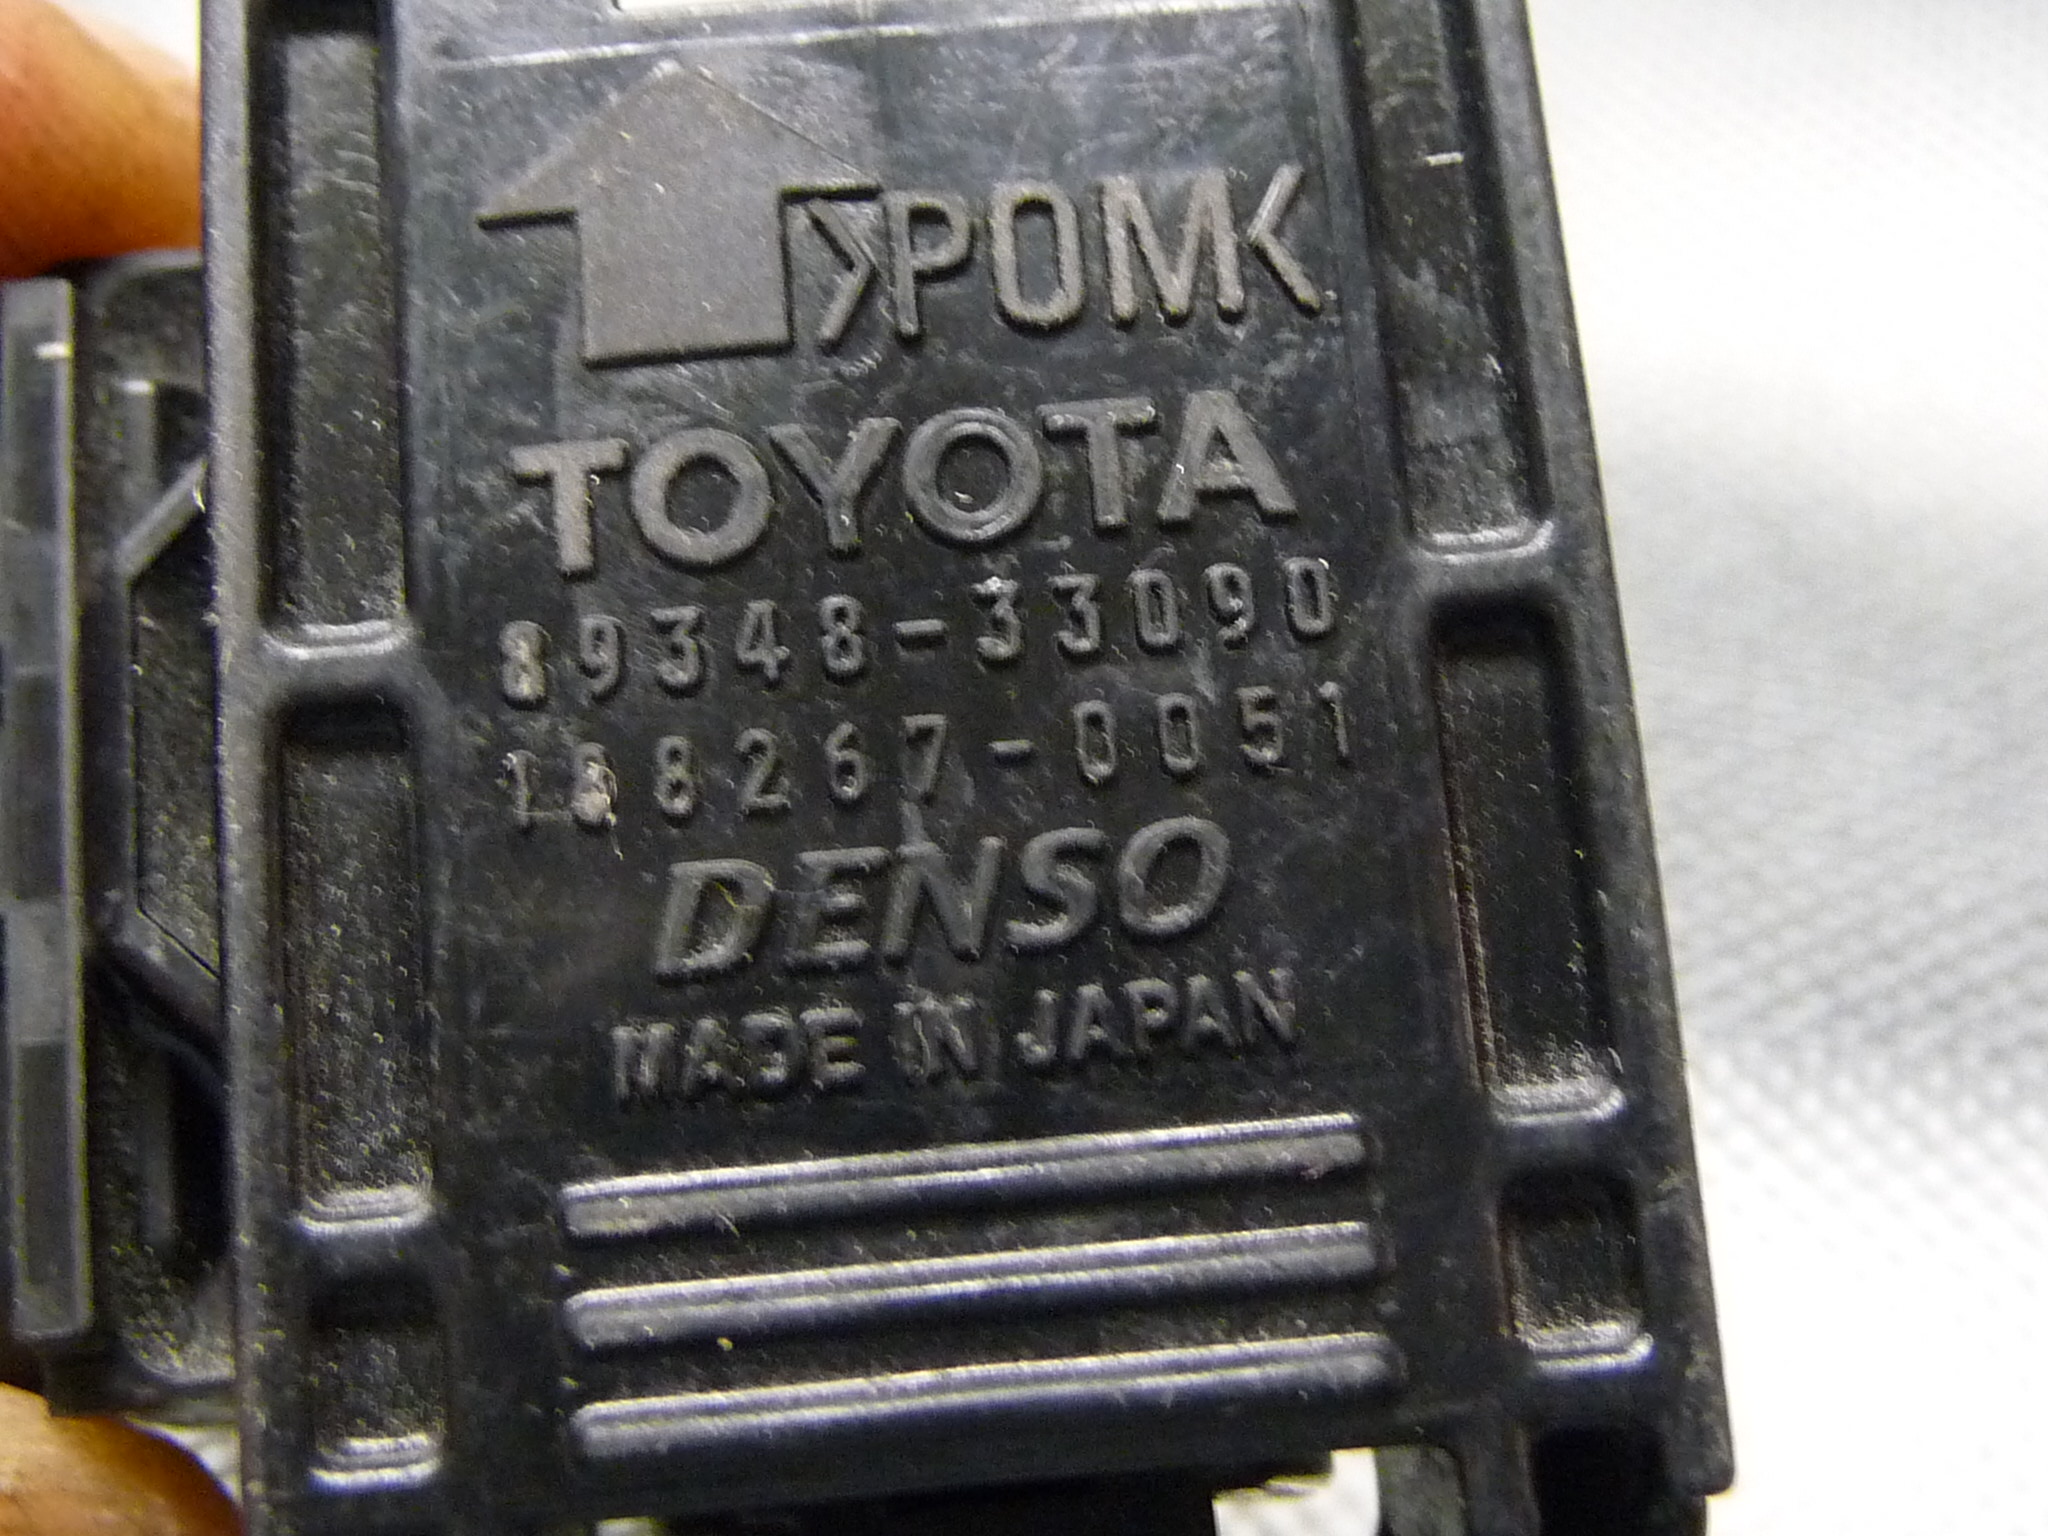 >POM<
TOYOTA
89348-33090
188267-0051
DENSO
MADE IN JAPAN